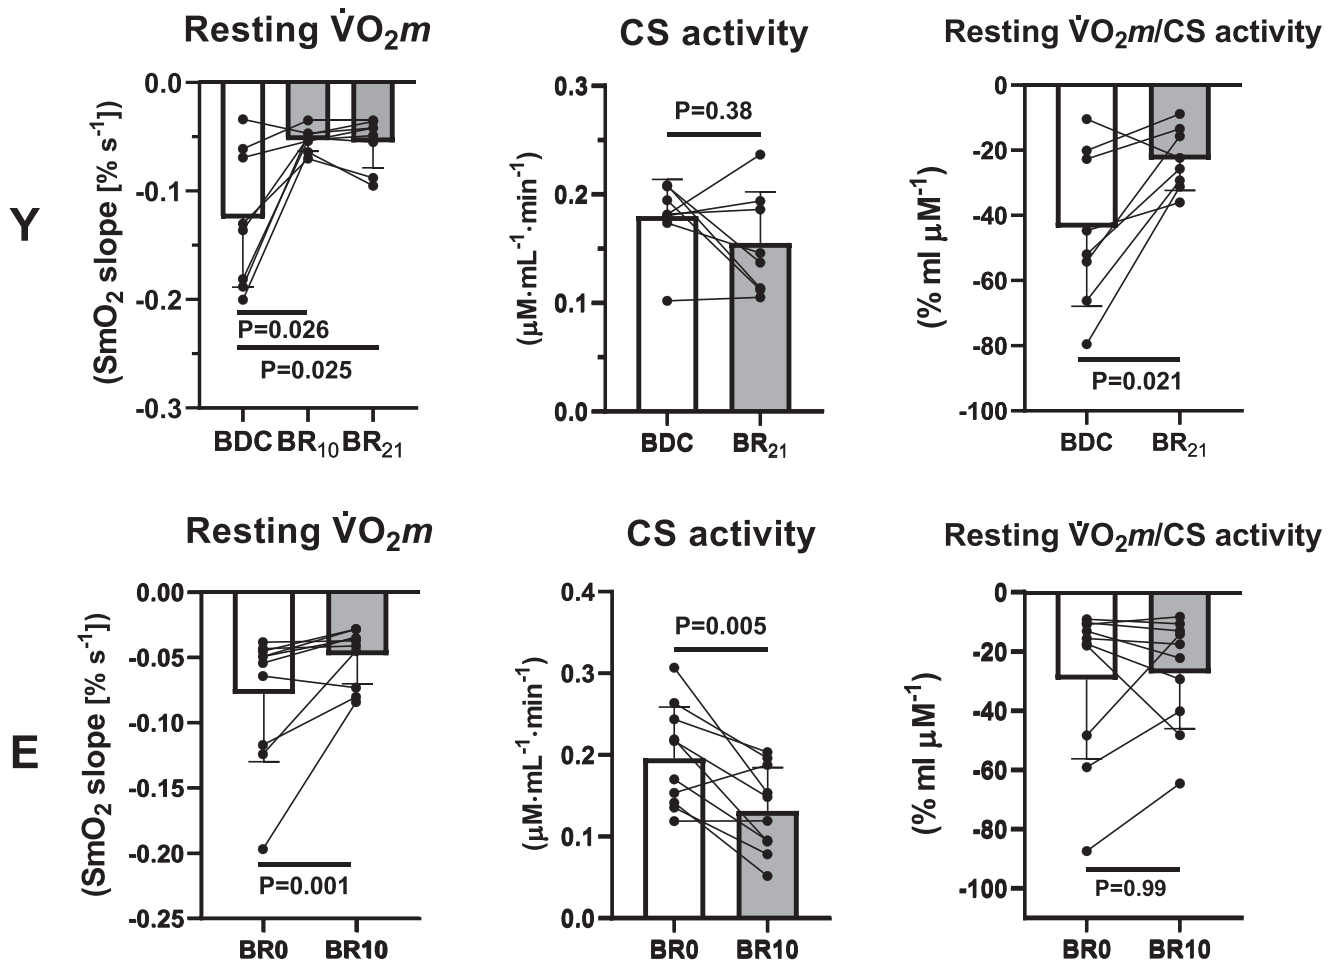 Resting V̇O₂m
CS activity
Resting V̇O₂m/CS activity
Y
(SmO₂ slope [% s⁻¹])
0.0
-0.1
-0.2
-0.3
P=0.026
P=0.025
BDC BR₁₀ BR₂₁
(µM·mL⁻¹·min⁻¹)
0.3
0.2
0.1
0.0
P=0.38
BDC BR₂₁
(% ml µM⁻¹)
0
-20
-40
-60
-80
-100
P=0.021
BDC BR₂₁
Resting V̇O₂m
CS activity
Resting V̇O₂m/CS activity
E
(SmO₂ slope [% s⁻¹])
0.00
-0.05
-0.10
-0.15
-0.20
-0.25
P=0.001
BR0 BR10
(µM·mL⁻¹·min⁻¹)
0.4
0.3
0.2
0.1
0.0
P=0.005
BR0 BR10
(% ml µM⁻¹)
0
-20
-40
-60
-80
-100
P=0.99
BR0 BR10